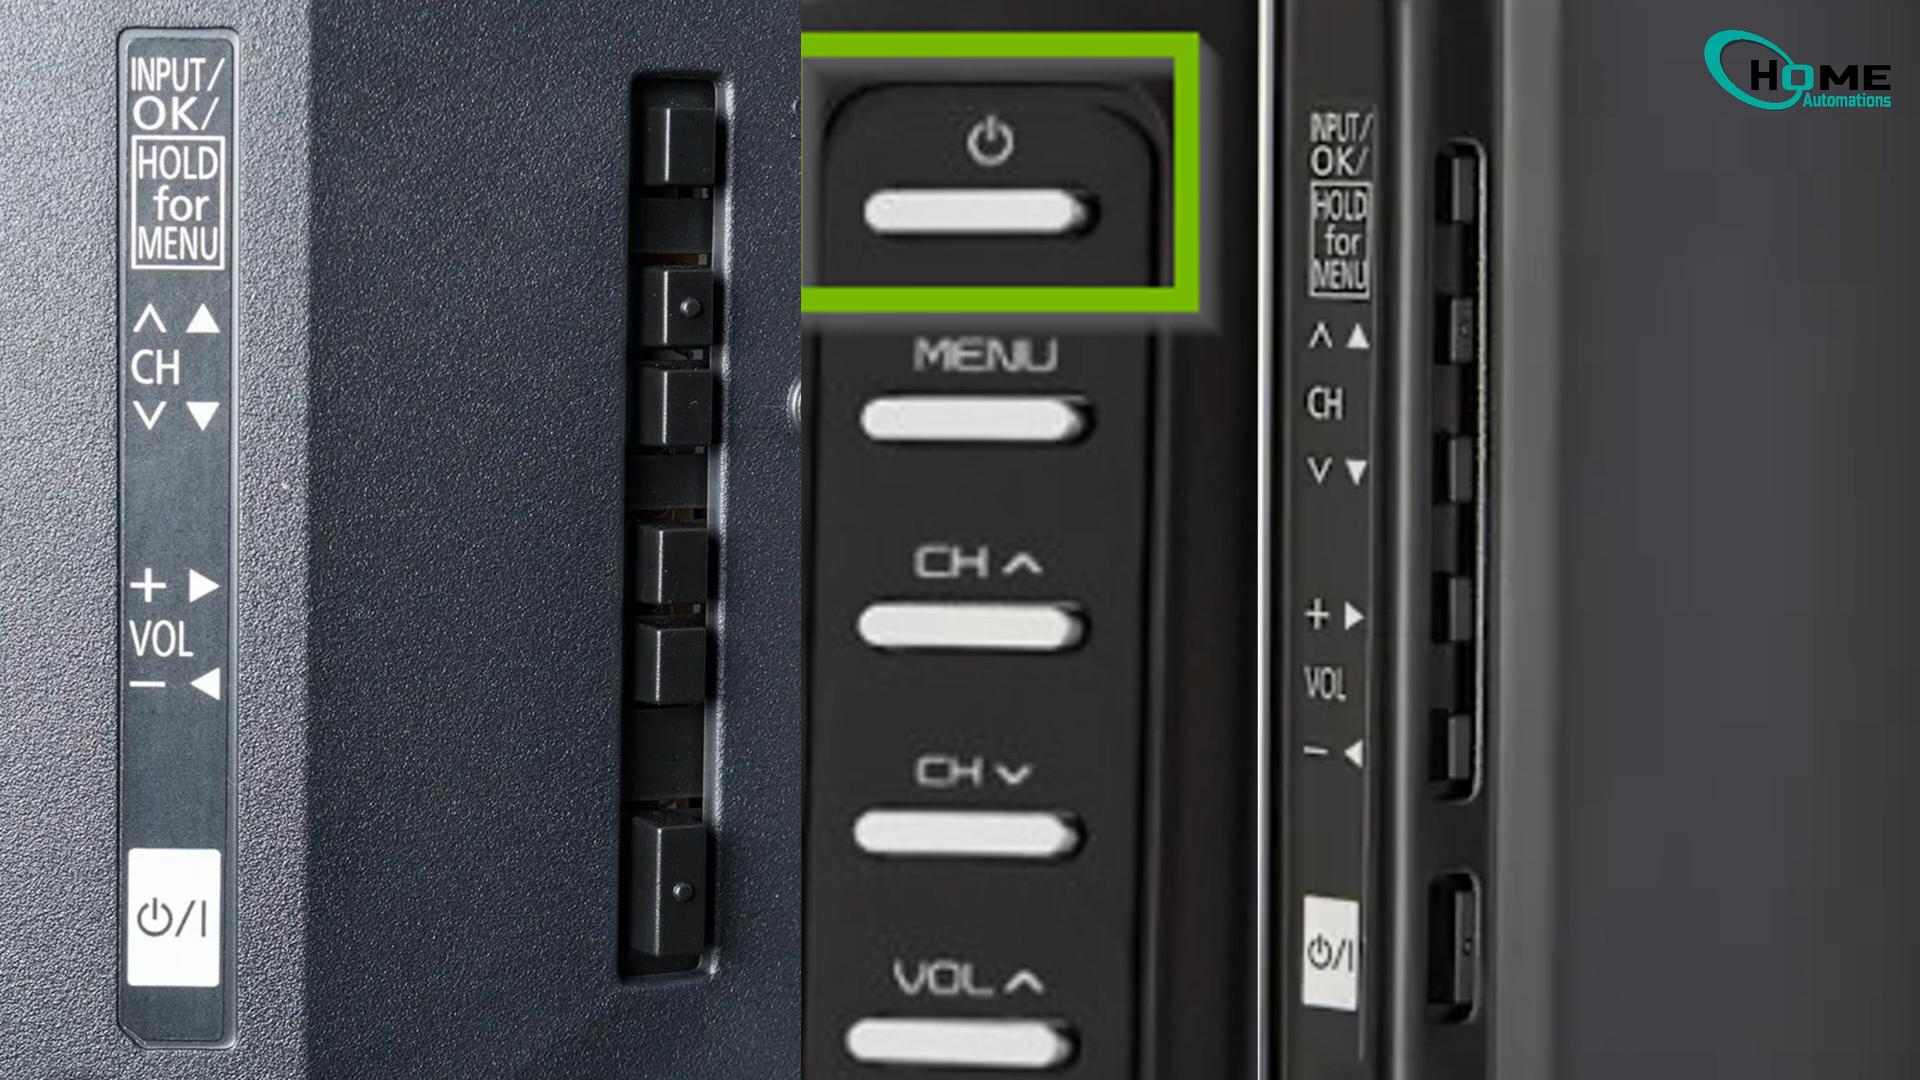 INPUT/
OK/
HOLD
for
MENU
CH
+
VOL
−
⏻/I
MENU
CH ∧
CH ∨
VOL ∧
INPUT/
OK/
HOLD
for
MENU
CH
+
VOL
−
⏻/I
HOME
Automations